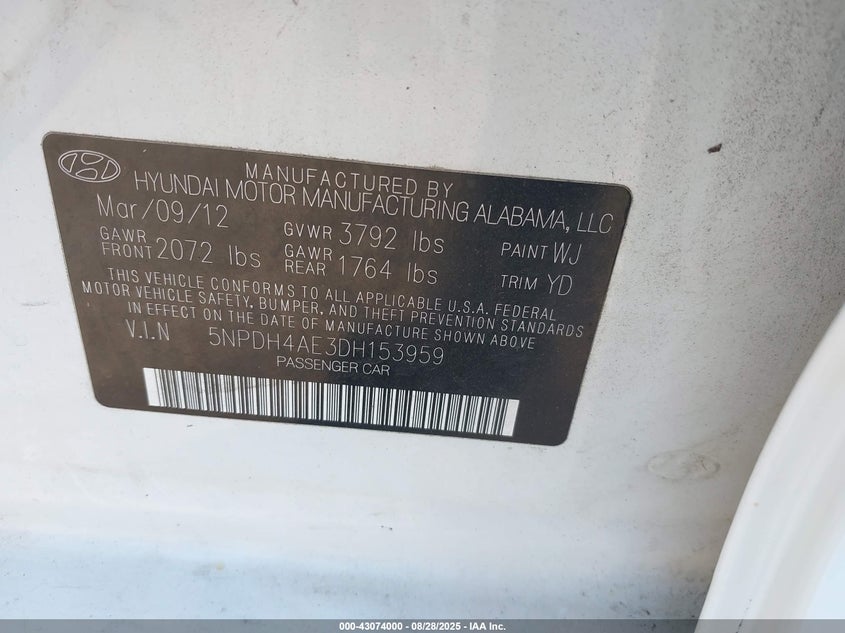 MANUFACTURED BY
HYUNDAI MOTOR MANUFACTURING ALABAMA, LLC
Mar/09/12 GVWR 3792 lbs PAINT WJ
GAWR FRONT 2072 lbs GAWR REAR 1764 lbs TRIM YD
THIS VEHICLE CONFORMS TO ALL APPLICABLE U.S.A. FEDERAL
MOTOR VEHICLE SAFETY, BUMPER, AND THEFT PREVENTION STANDARDS
IN EFFECT ON THE DATE OF MANUFACTURE SHOWN ABOVE.
V.I.N 5NPDH4AE3DH153959
PASSENGER CAR
000-43074000 - 08/28/2025 - IAA Inc.